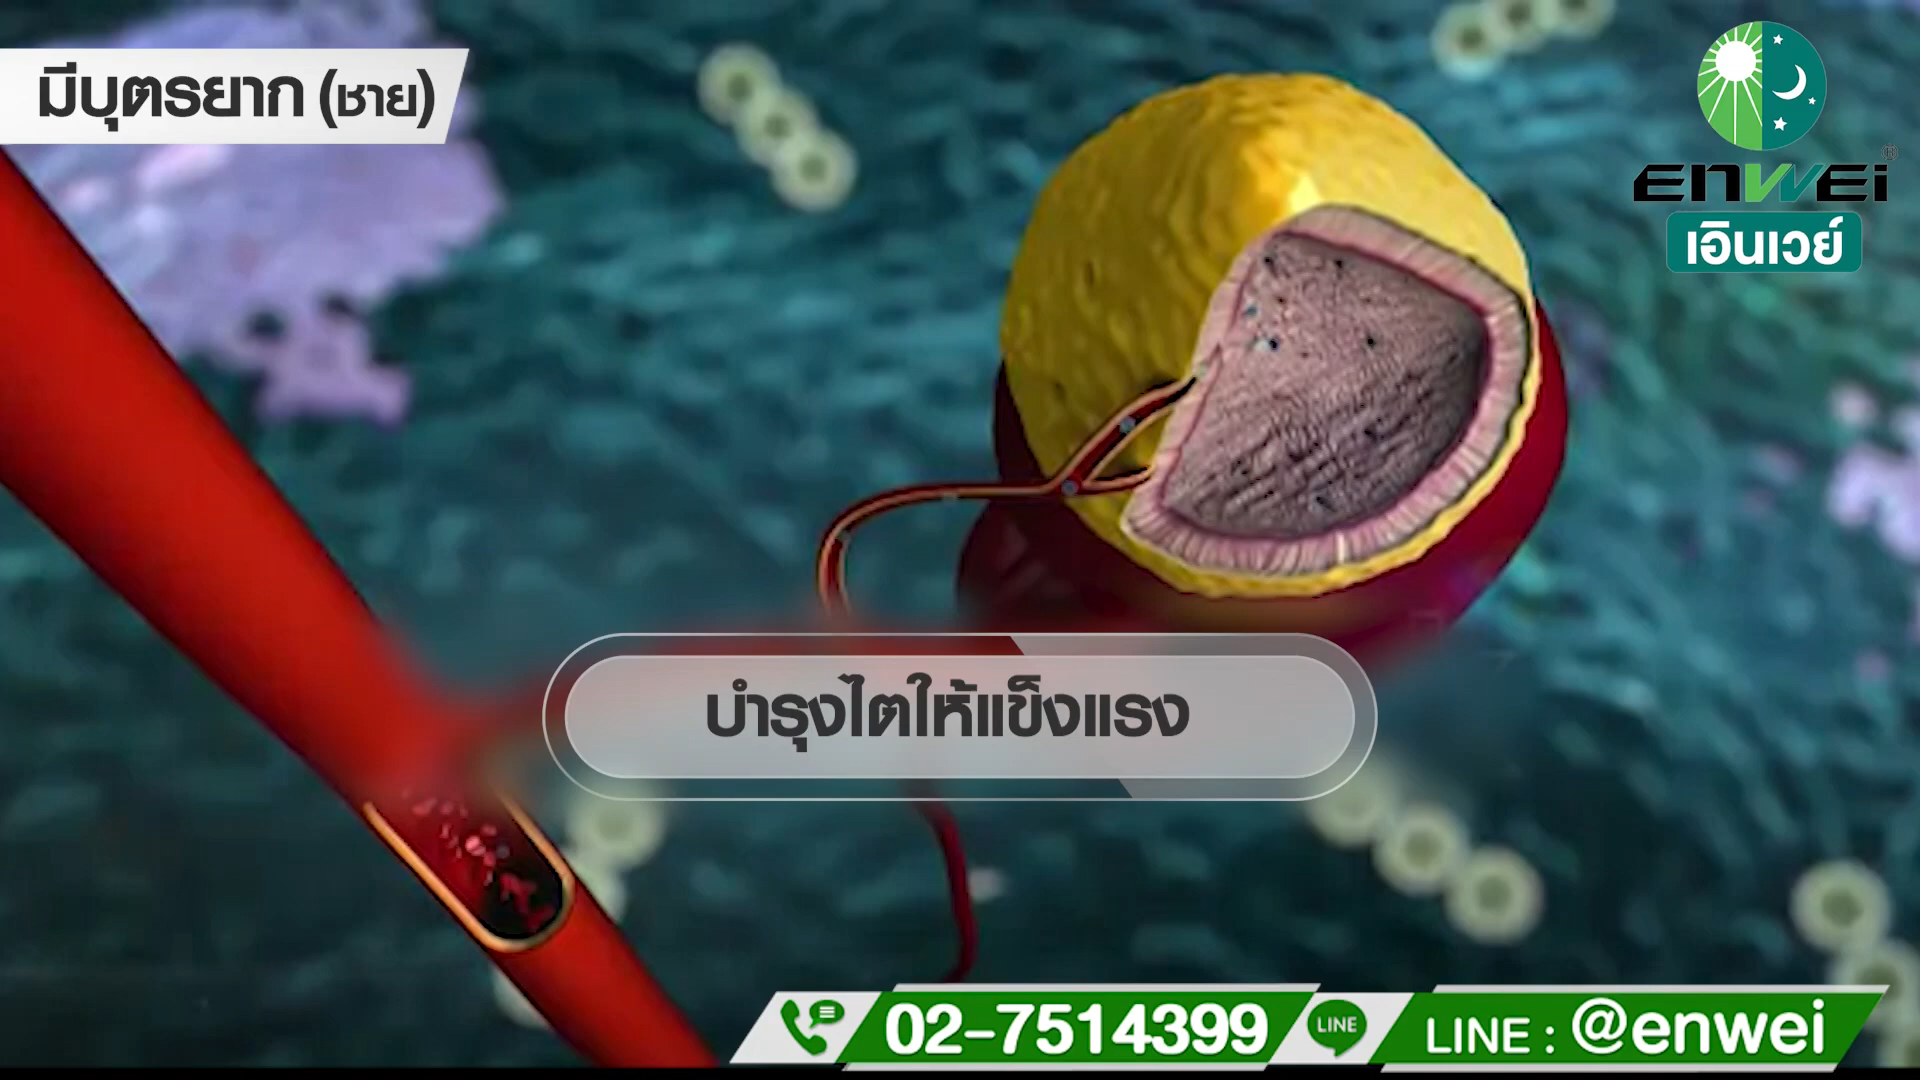 มีบุตรยาก (ชาย)
ENWEI
เอินเวย์
บำรุงไตให้แข็งแรง
02-7514399
LINE
LINE : @enwei